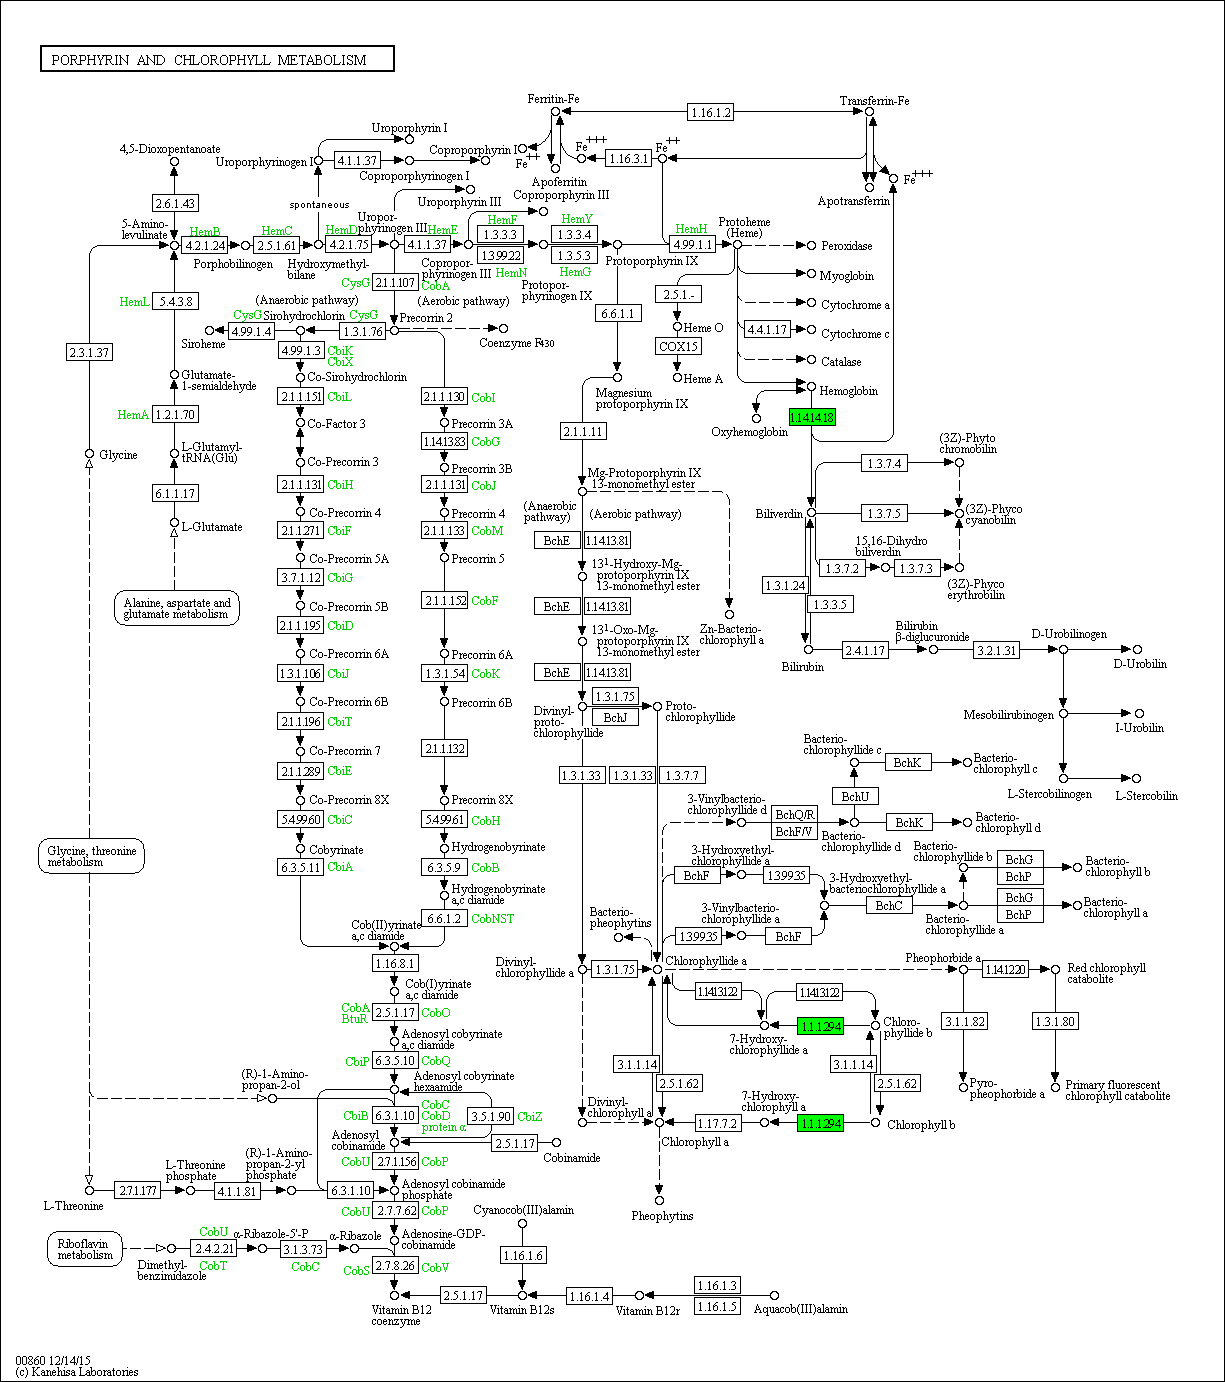 PORPHYRIN AND CHLOROPHYLL METABOLISM
Ferritin-Fe
1.16.1.2
Transferrin-Fe
Uroporphyrin I
4,5-Dioxopentanoate
Uroporphyrinogen I
4.1.1.37
Coproporphyrin I
Fe++
Fe+++
1.16.3.1
Fe++
Coproporphyrinogen I
Apoferritin
Fe+++
Apotransferrin
2.6.1.43
spontaneous
Uroporphyrin III
Coproporphyrin III
5-Amino-
levulinate
HemB
4.2.1.24
HemC
2.5.1.61
HemD
4.2.1.75
Uropor-
phyrinogen III
HemE
4.1.1.37
HemF
1.3.3.3
1.3.99.22
HemN
HemY
1.3.3.4
1.3.5.3
HemG
HemH
4.99.1.1
Protoheme
(Heme)
Porphobilinogen
Hydroxymethyl-
bilane
Copropor-
phyrinogen III
Protopor-
phyrinogen IX
Protoporphyrin IX
Peroxidase
Myoglobin
Cytochrome a
4.4.1.17
Cytochrome c
Catalase
Hemoglobin
2.5.1.-
Heme O
COX15
Heme A
Oxyhemoglobin
1.14.14.18
CysG
2.1.1.107
CobA
(Anaerobic pathway)
(Aerobic pathway)
HemL
5.4.3.8
CysG
Sirohydrochlorin
CysG
Siroheme
4.99.1.4
1.3.1.76
Precorrin 2
Coenzyme F430
6.6.1.1
2.3.1.37
4.99.1.3
CbiK
CbiX
Glutamate-
1-semialdehyde
Co-Sirohydrochlorin
Magnesium
protoporphyrin IX
2.1.1.151
CbiL
2.1.1.130
CobI
HemA
1.2.1.70
Co-Factor 3
Precorrin 3A
2.1.1.11
1.14.13.83
CobG
Glycine
L-Glutamyl-
tRNA(Glu)
Co-Precorrin 3
Precorrin 3B
6.1.1.17
2.1.1.131
CbiH
2.1.1.131
CobJ
Mg-Protoporphyrin IX
13-monomethyl ester
Co-Precorrin 4
Precorrin 4
(Anaerobic
pathway)
(Aerobic pathway)
L-Glutamate
2.1.1.271
CbiF
2.1.1.133
CobM
BchE
1.14.13.81
Co-Precorrin 5A
Precorrin 5
13¹-Hydroxy-Mg-
protoporphyrin IX
13-monomethyl ester
3.7.1.12
CbiG
Alanine, aspartate and
glutamate metabolism
Co-Precorrin 5B
2.1.1.152
CobF
BchE
1.14.13.81
2.1.1.195
CbiD
13¹-Oxo-Mg-
protoporphyrin IX
13-monomethyl ester
Zn-Bacterio-
chlorophyll a
Co-Precorrin 6A
Precorrin 6A
1.3.1.106
CbiJ
1.3.1.54
CobK
BchE
1.14.13.81
Co-Precorrin 6B
Precorrin 6B
1.3.1.75
BchJ
Divinyl-
proto-
chlorophyllide
Proto-
chlorophyllide
2.1.1.196
CbiT
Co-Precorrin 7
2.1.1.132
2.1.1.289
CbiE
Co-Precorrin 8X
Precorrin 8X
5.4.99.60
CbiC
5.4.99.61
CobH
Cobyrinate
Hydrogenobyrinate
6.3.5.11
CbiA
6.3.5.9
CobB
Hydrogenobyrinate
a,c diamide
6.6.1.2
CobNST
Cob(II)yrinate
a,c diamide
1.16.8.1
Cob(I)yrinate
a,c diamide
CobA
BtuR
2.5.1.17
CobO
Adenosyl cobyrinate
a,c diamide
CbiP
6.3.5.10
CobQ
Adenosyl cobyrinate
hexaamide
(R)-1-Amino-
propan-2-ol
CbiB
6.3.1.10
CobC
CobD
protein α
3.5.1.90
CbiZ
Adenosyl
cobinamide
2.5.1.17
Cobinamide
CobU
2.7.1.156
CobP
L-Threonine
2.7.1.177
L-Threonine
phosphate
4.1.1.81
(R)-1-Amino-
propan-2-yl
phosphate
6.3.1.10
Adenosyl cobinamide
phosphate
CobU
2.7.7.62
CobP
Adenosine-GDP-
cobinamide
Glycine, threonine
metabolism
Riboflavin
metabolism
Dimethyl-
benzimidazole
CobU
2.4.2.21
CobT
α-Ribazole-5'-P
3.1.3.73
CobC
α-Ribazole
CobS
2.7.8.26
CobV
Vitamin B12
coenzyme
2.5.1.17
Cyanocob(III)alamin
1.16.1.6
Vitamin B12s
1.16.1.4
Vitamin B12r
1.16.1.3
1.16.1.5
Aquacob(III)alamin
Biliverdin
1.3.7.4
(3Z)-Phyto
chromobilin
1.3.7.5
(3Z)-Phyco
cyanobilin
15,16-Dihydro
biliverdin
1.3.7.2
1.3.7.3
(3Z)-Phyco
erythrobilin
1.3.1.24
1.3.3.5
Bilirubin
2.4.1.17
Bilirubin
β-diglucuronide
3.2.1.31
D-Urobilinogen
D-Urobilin
Mesobilirubinogen
I-Urobilin
L-Stercobilinogen
L-Stercobilin
1.3.1.33
1.3.1.33
1.3.7.7
Bacterio-
chlorophyllide c
BchK
Bacterio-
chlorophyll c
BchU
3-Vinylbacterio-
chlorophyllide d
BchQ/R
BchF/V
Bacterio-
chlorophyllide d
BchK
Bacterio-
chlorophyll d
3-Hydroxyethyl-
chlorophyllide a
BchF
1.3.99.35
3-Hydroxyethyl-
bacteriochlorophyllide a
Bacterio-
chlorophyllide b
BchG
BchP
Bacterio-
chlorophyll b
BchC
BchG
BchP
Bacterio-
chlorophyllide a
Bacterio-
chlorophyll a
3-Vinylbacterio-
chlorophyllide a
1.3.99.35
BchF
Bacterio-
pheophytins
Divinyl-
chlorophyllide a
1.3.1.75
Chlorophyllide a
Pheophorbide a
1.14.12.20
Red chlorophyll
catabolite
1.14.13.122
1.14.13.122
7-Hydroxy-
chlorophyllide a
1.1.1.294
Chloro-
phyllide b
3.1.1.82
1.3.1.80
3.1.1.14
2.5.1.62
3.1.1.14
2.5.1.62
Pyro-
pheophorbide a
Primary fluorescent
chlorophyll catabolite
Divinyl-
chlorophyll a
7-Hydroxy-
chlorophyll a
1.17.7.2
1.1.1.294
Chlorophyll a
Chlorophyll b
Pheophytins
00860 12/14/15
(c) Kanehisa Laboratories